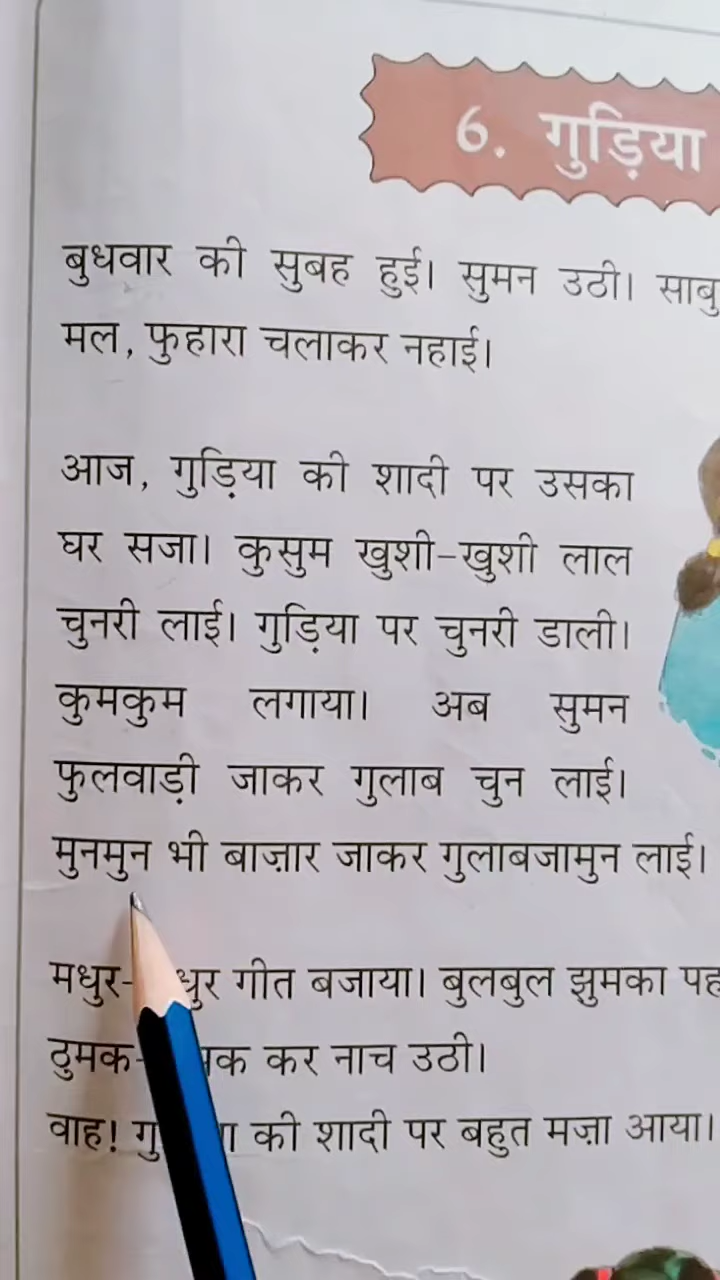 6. गुड़िया
बुधवार की सुबह हुई। सुमन उठी। साबु
मल, फुहारा चलाकर नहाई।
आज, गुड़िया की शादी पर उसका
घर सजा। कुसुम खुशी-खुशी लाल
चुनरी लाई। गुड़िया पर चुनरी डाली।
कुमकुम लगाया। अब सुमन
फुलवाड़ी जाकर गुलाब चुन लाई।
मुनमुन भी बाज़ार जाकर गुलाबजामुन लाई।
मधुर- धुर गीत बजाया। बुलबुल झुमका पह
ठुमक- मक कर नाच उठी।
वाह! गु की शादी पर बहुत मज़ा आया।